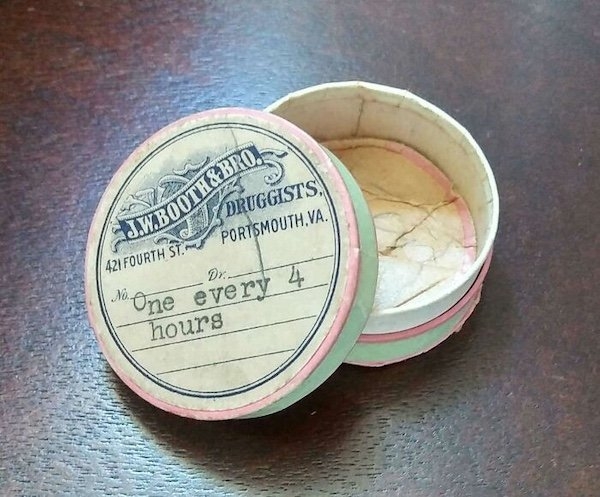 J.W. BOOTH & BRO.
DRUGGISTS,
421 FOURTH ST. PORTSMOUTH, VA.
No. Dr.
One every 4
hours